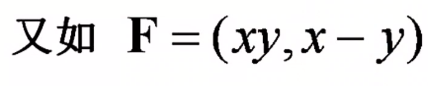 又如 F = (xy, x − y)